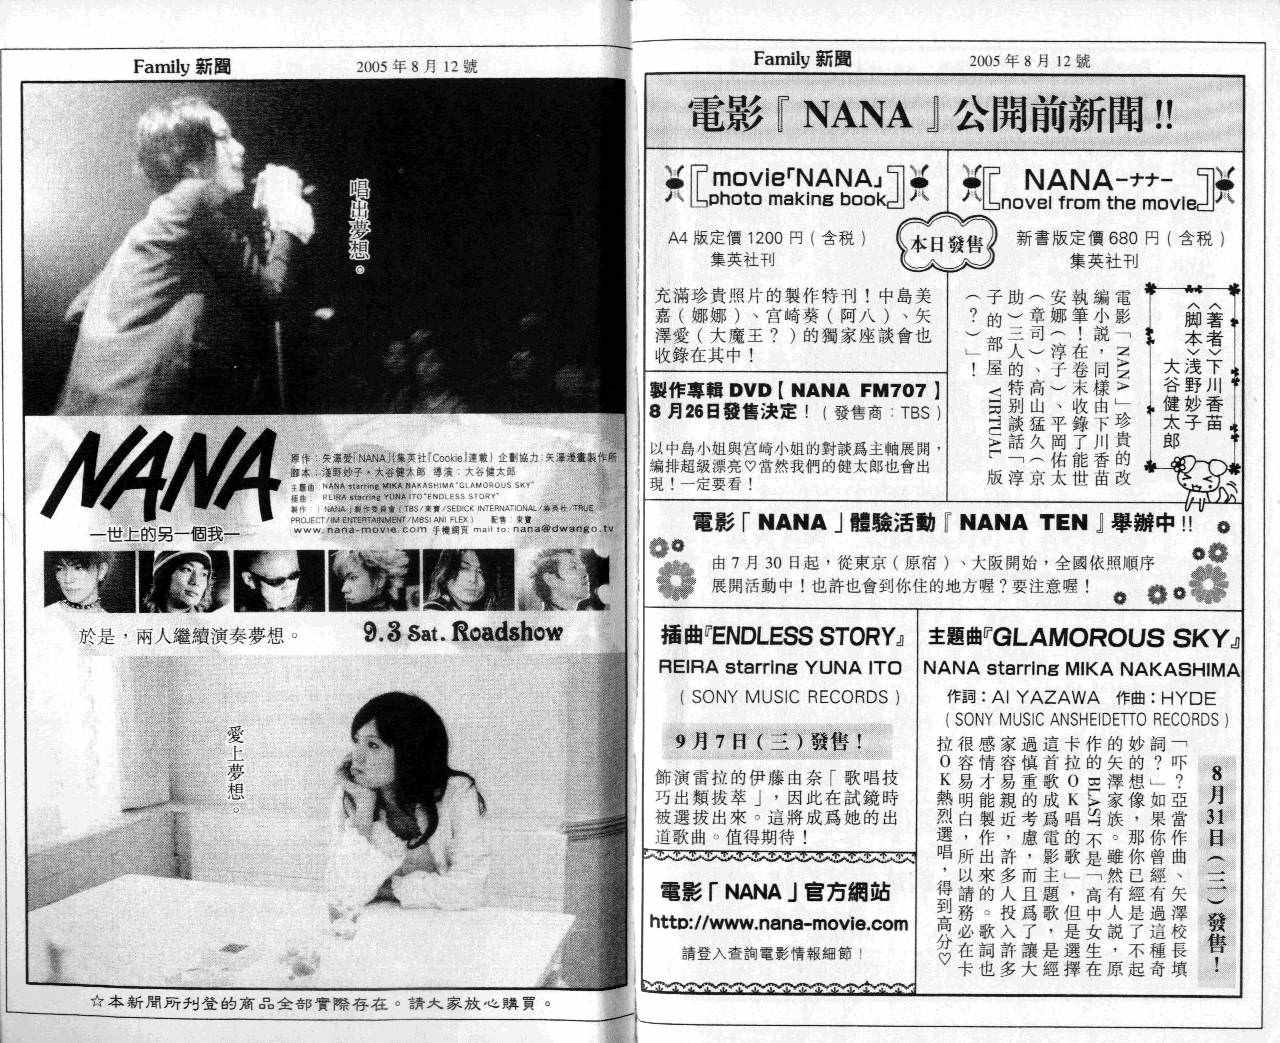 Family 新聞
2005 年 8 月 12 號
唱出夢想。
NANA
—世上的另一個我—
原作：矢澤愛「NANA」(集英社「Cookie」連載) 企劃協力：矢澤漫畫製作所
腳本：淺野妙子・大谷健太郎 導演：大谷健太郎
主題曲： NANA starring MIKA NAKASHIMA"GLAMOROUS SKY"
插曲： REIRA starring YUNA ITO"ENDLESS STORY"
製作：「NANA」製作委員會 (TBS/東寶/SEDICK INTERNATIONAL/集英社/TRUE
PROJECT/IM ENTERTAINMENT/MBS) ANI FLEX) 配售：東寶
www.nana-movie.com 手機網頁 mail to: nana@dwango.tv
於是，兩人繼續演奏夢想。
9.3 Sat. Roadshow
愛上夢想。
☆本新聞所刊登的商品全部實際存在。請大家放心購買。
Family 新聞
2005 年 8 月 12 號
電影『 NANA 』公開前新聞 !!
movie「NANA」
photo making book
A4 版定價 1200 円 ( 含稅 )
集英社刊
本日發售
充滿珍貴照片的製作特刊！中島美
嘉（娜娜）、宮崎葵（阿八）、矢
澤愛（大魔王？）的獨家座談會也
收錄在其中！
NANA－ナナ－
novel from the movie
新書版定價 680 円 ( 含稅 )
集英社刊
〈著者〉下川香苗
〈脚本〉浅野妙子
大谷健太郎
電影「NANA」珍貴的改
編小說，同樣由下川香苗
執筆！在卷末收錄了能世
安娜（淳子）、平岡佑太
（章司）、高山猛久（京
助）三人的特別談話「淳
子的部屋 VIRTUAL 版
（？）」！
製作專輯 DVD【 NANA FM707 】
8 月26日發售決定！（ 發售商：TBS ）
以中島小姐與宮崎小姐的對談爲主軸展開，
編排超級漂亮♡當然我們的健太郎也會出
現！一定要看！
電影「 NANA 」體驗活動『 NANA TEN 』舉辦中 !!
由 7 月 30 日起，從東京（ 原宿 ）、大阪開始，全國依照順序
展開活動中！也許也會到你住的地方喔？要注意喔！
插曲『ENDLESS STORY』
REIRA starring YUNA ITO
( SONY MUSIC RECORDS )
9 月 7 日 ( 三 ) 發售！
飾演雷拉的伊藤由奈「歌唱技
巧出類拔萃」，因此在試鏡時
被選拔出來。這將成爲她的出
道歌曲。值得期待！
電影「 NANA 」官方網站
http://www.nana-movie.com
請登入查詢電影情報細節！
主題曲『GLAMOROUS SKY』
NANA starring MIKA NAKASHIMA
作詞：AI YAZAWA 作曲：HYDE
( SONY MUSIC ANSHEIDETTO RECORDS )
8月31日(三)發售！
「吓？亞當作曲、矢澤校長填
詞？」如果你曾經有過這種奇
妙的想像，那你已經是了不起
的矢澤家族。雖然有人說，原
作的 BLAST 不是「高中女生在
卡拉OK唱的歌」，但是選擇
這首歌的成爲電影主題歌，是經
過慎重的考慮，而且爲了讓大
家容易親近，許多人投入許多
感情才能製作出來的。歌詞也
很容易明白，所以請務必在卡
拉OK熱烈選唱，得到高分♡